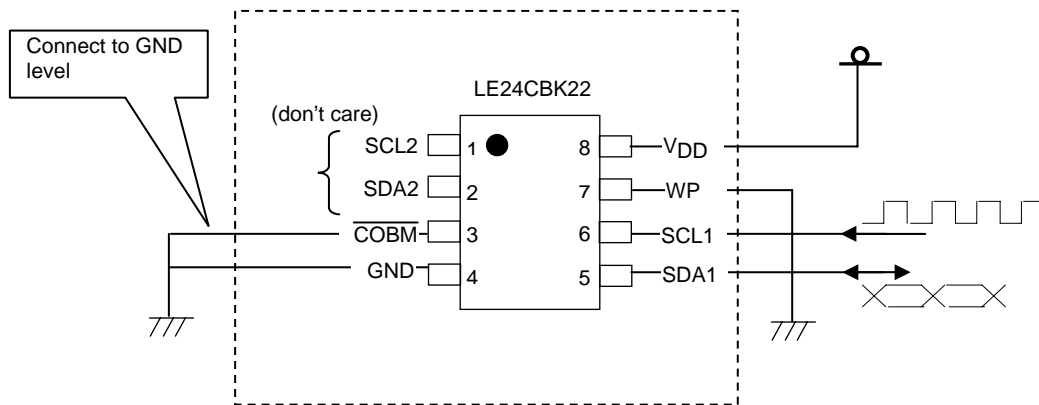 Connect to GND
level
LE24CBK22
(don't care)
SCL2 1 8 VDD
SDA2 2 7 WP
COBM 3 6 SCL1
GND 4 5 SDA1